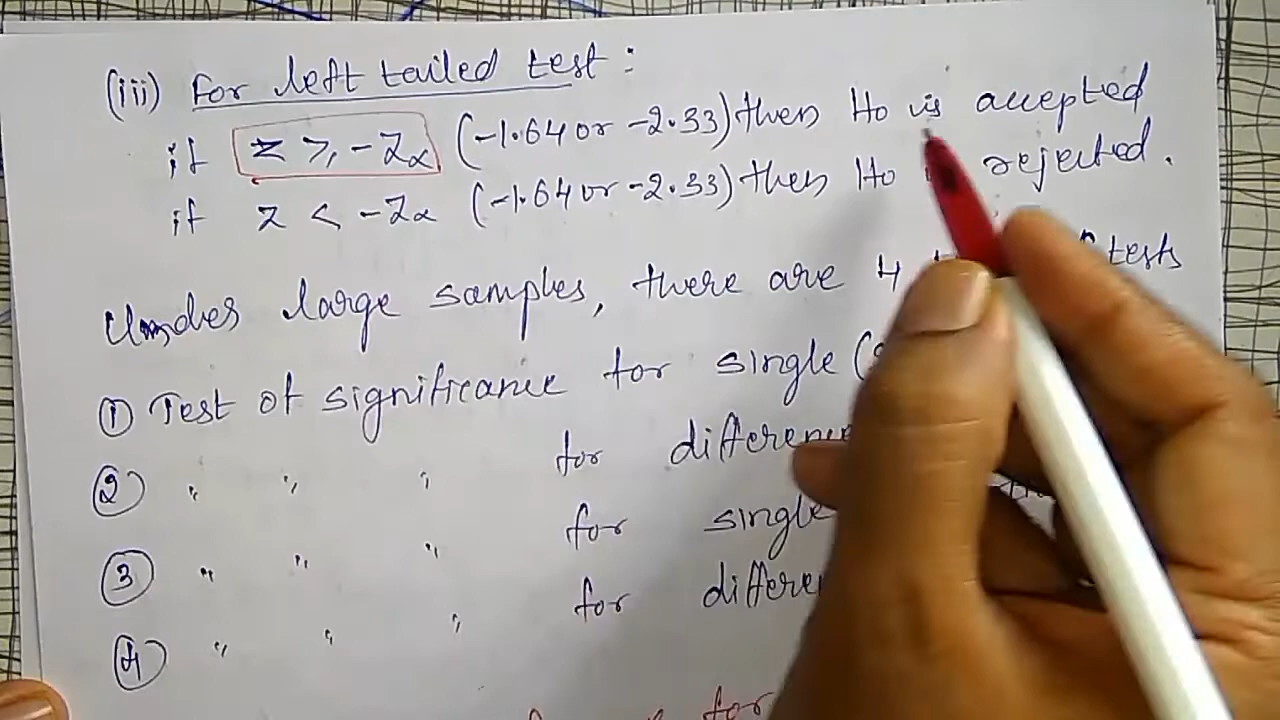 (iii) For left tailed test :
if z ≥ -Zα (-1.64 or -2.33) then Ho is accepted
if z < -Zα (-1.64 or -2.33) then Ho rejected.
Under large samples, there are 4 tests
① Test of significance for single
② " " " for difference
③ " " " for single
④ " " " for
for